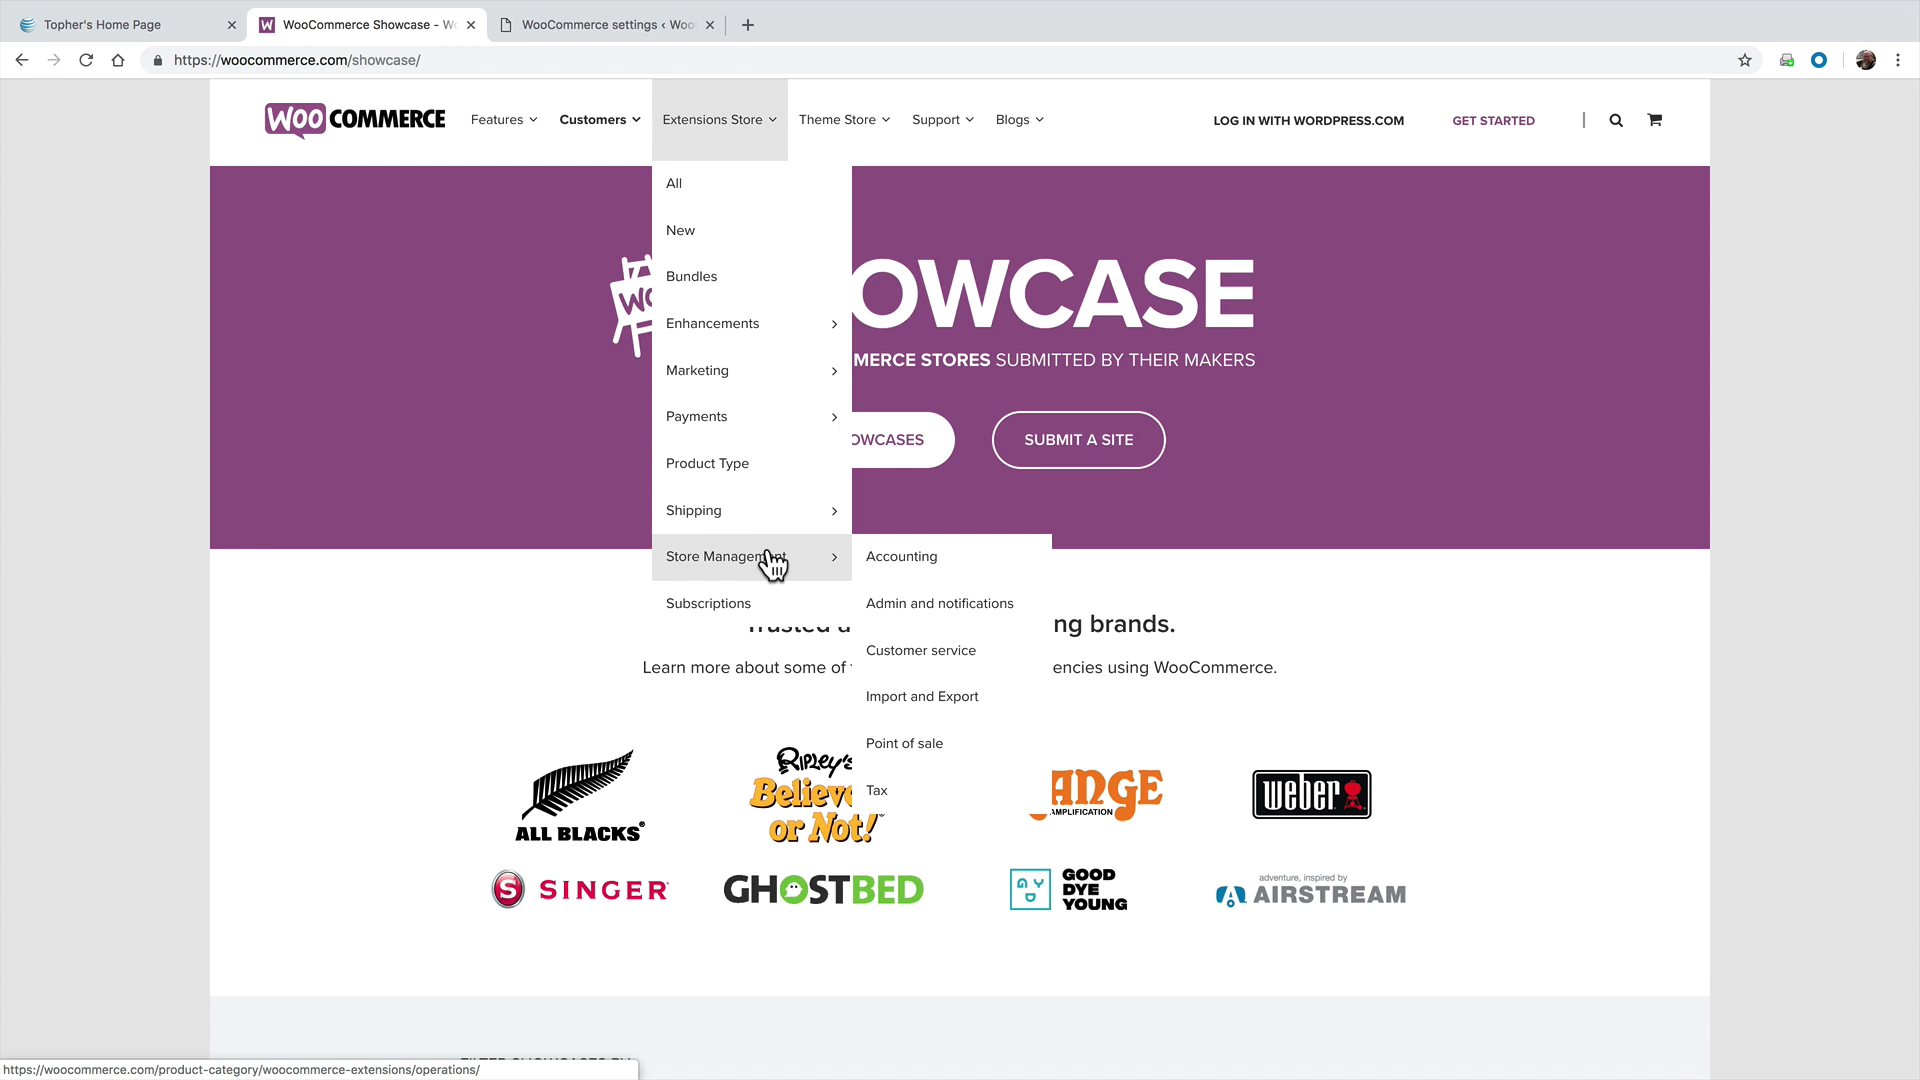 Topher's Home Page
WooCommerce Showcase - Wo
WooCommerce settings ‹ Woo
https://woocommerce.com/showcase/
WOO COMMERCE
Features
Customers
Extensions Store
Theme Store
Support
Blogs
LOG IN WITH WORDPRESS.COM
GET STARTED
All
New
Bundles
Enhancements
Marketing
Payments
Product Type
Shipping
Store Management
Subscriptions
Accounting
Admin and notifications
Customer service
Import and Export
Point of sale
Tax
WO
OWCASE
MERCE STORES SUBMITTED BY THEIR MAKERS
OWCASES
SUBMIT A SITE
ng brands.
Learn more about some of
encies using WooCommerce.
ALL BLACKS®
RIPLEY'S
Believe
or Not!
ANGE
AMPLIFICATION
weber
S SINGER
GHOSTBED
GOOD
DYE
YOUNG
adventure, inspired by
AIRSTREAM
https://woocommerce.com/product-category/woocommerce-extensions/operations/